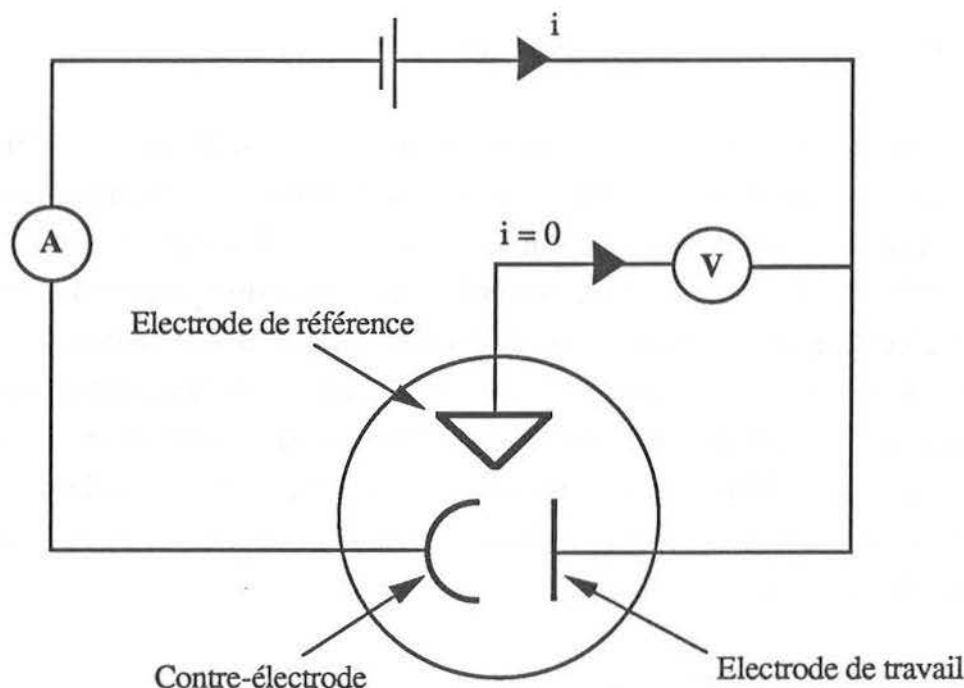 i
A
i = 0
V
Electrode de référence
Contre-électrode
Electrode de travail